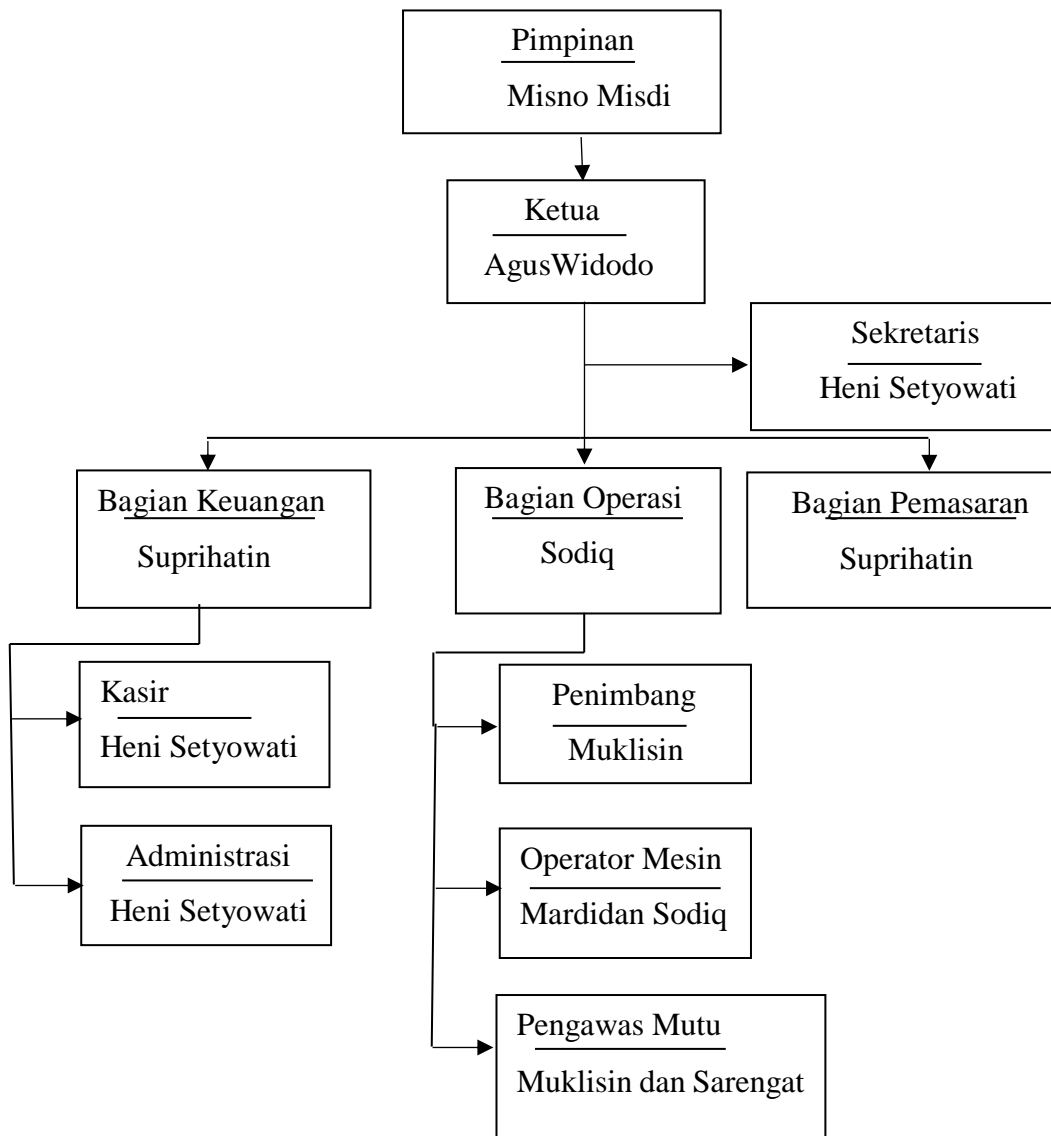 Pimpinan
Misno Misdi
Ketua
AgusWidodo
Sekretaris
Heni Setyowati
Bagian Keuangan
Suprihatin
Bagian Operasi
Sodiq
Bagian Pemasaran
Suprihatin
Kasir
Heni Setyowati
Administrasi
Heni Setyowati
Penimbang
Muklisin
Operator Mesin
Mardidan Sodiq
Pengawas Mutu
Muklisin dan Sarengat